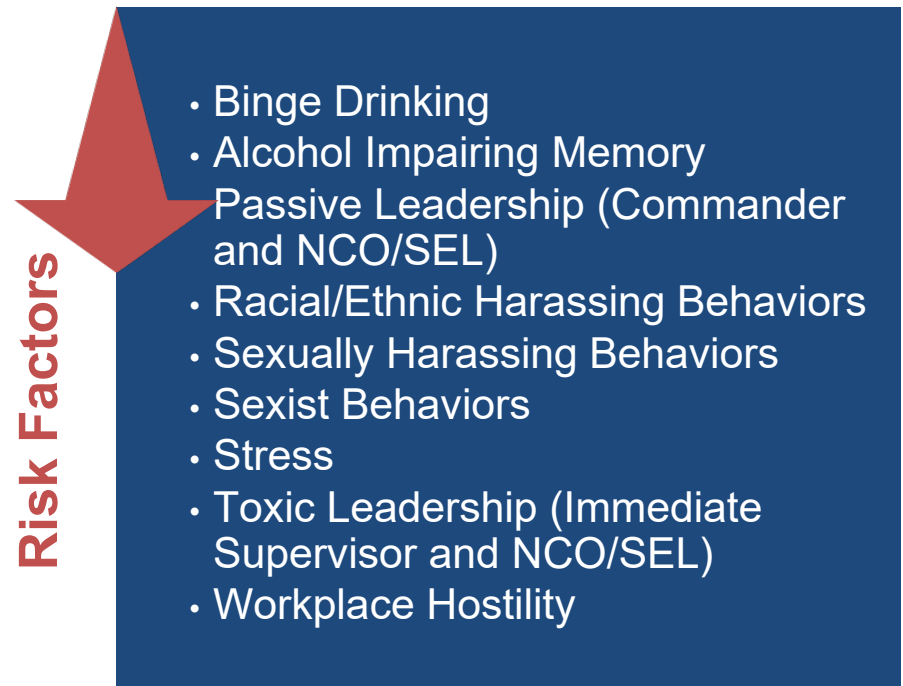 Risk Factors
• Binge Drinking
• Alcohol Impairing Memory
Passive Leadership (Commander
and NCO/SEL)
• Racial/Ethnic Harassing Behaviors
• Sexually Harassing Behaviors
• Sexist Behaviors
• Stress
• Toxic Leadership (Immediate
Supervisor and NCO/SEL)
• Workplace Hostility